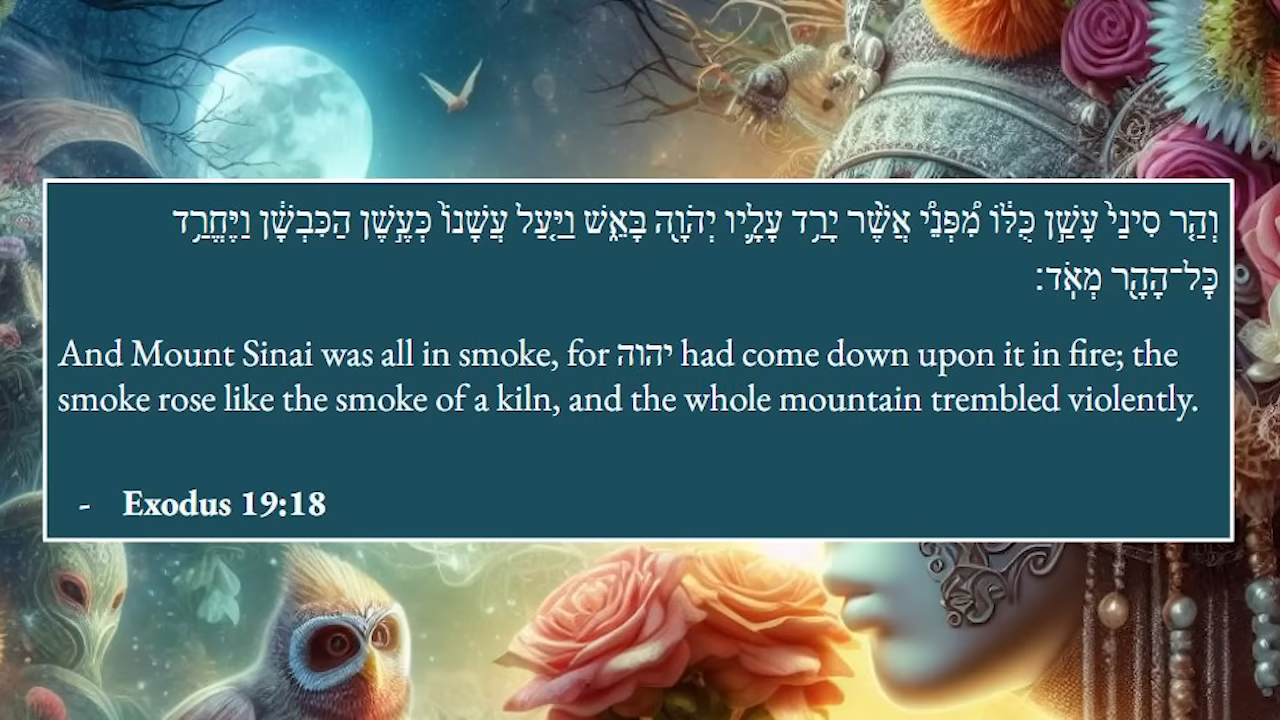 וְהַ֤ר סִינַי֙ עָשַׁ֣ן כֻּלּ֔וֹ מִ֠פְּנֵ֠י אֲשֶׁ֨ר יָרַ֥ד עָלָ֛יו יְהֹוָ֖ה בָּאֵ֑שׁ וַיַּ֤עַל עֲשָׁנוֹ֙ כְּעֶ֣שֶׁן הַכִּבְשָׁ֔ן וַיֶּחֱרַ֥ד
כׇּל־הָהָ֖ר מְאֹֽד׃
And Mount Sinai was all in smoke, for יהוה had come down upon it in fire; the
smoke rose like the smoke of a kiln, and the whole mountain trembled violently.
- Exodus 19:18